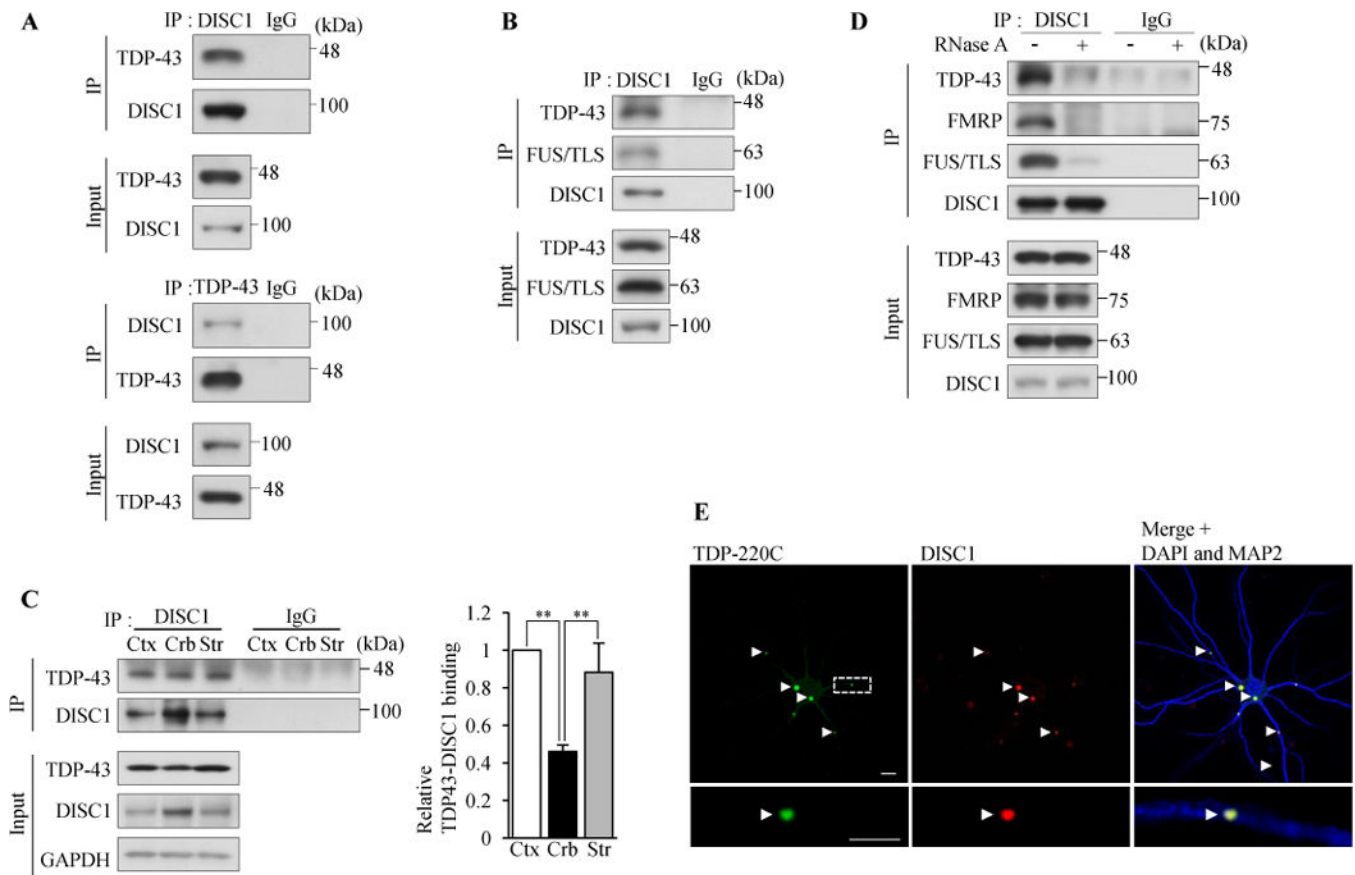 A
IP : DISC1 IgG (kDa)
IP
TDP-43 48
DISC1 100
Input
TDP-43 48
DISC1 100
IP : TDP-43 IgG (kDa)
IP
DISC1 100
TDP-43 48
Input
DISC1 100
TDP-43 48
B
IP : DISC1 IgG (kDa)
IP
TDP-43 48
FUS/TLS 63
DISC1 100
Input
TDP-43 48
FUS/TLS 63
DISC1 100
D
IP : DISC1 IgG
RNase A - + - + (kDa)
IP
TDP-43 48
FMRP 75
FUS/TLS 63
DISC1 100
Input
TDP-43 48
FMRP 75
FUS/TLS 63
DISC1 100
C
IP : DISC1 IgG
Ctx Crb Str Ctx Crb Str (kDa)
IP
TDP-43 48
DISC1 100
Input
TDP-43
DISC1
GAPDH
Relative
TDP43-DISC1 binding
1.2
1
0.8
0.6
0.4
0.2
0
** **
Ctx Crb Str
E
TDP-220C DISC1 Merge +
DAPI and MAP2